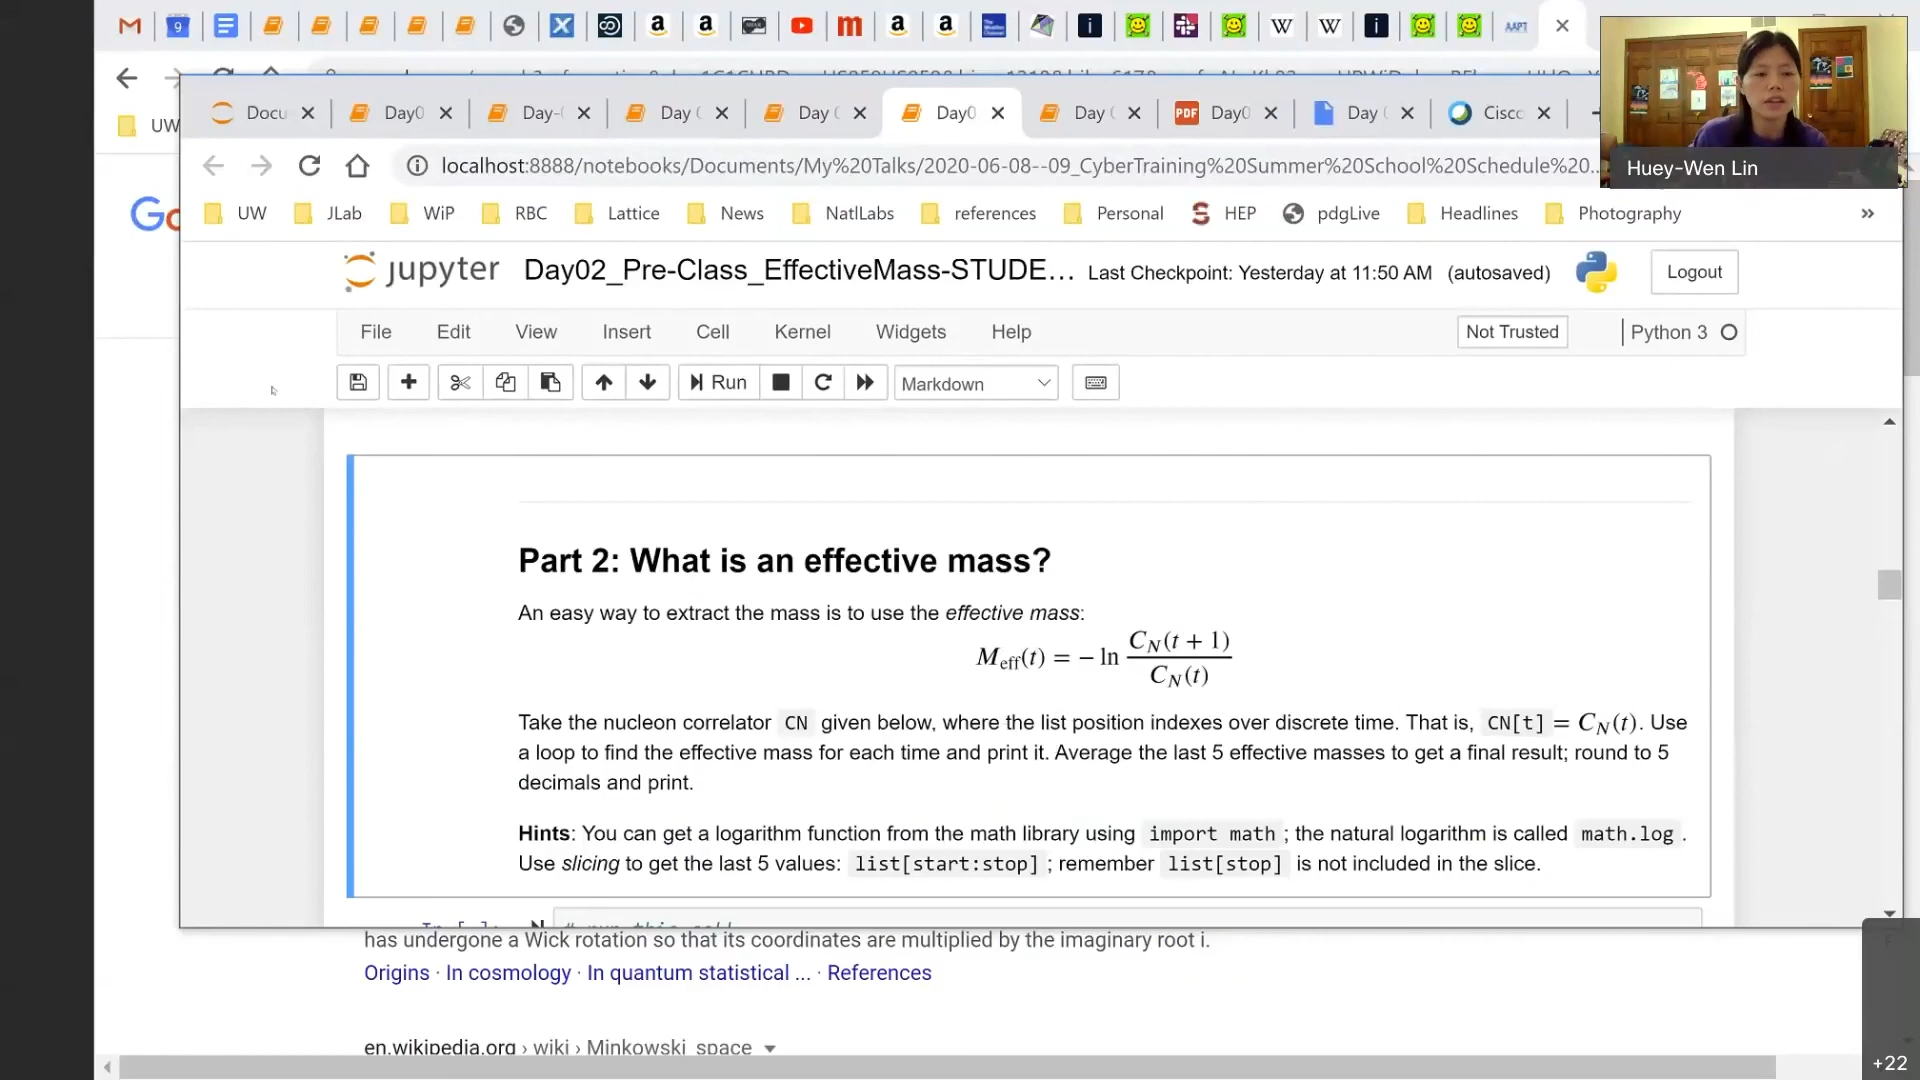 9
AAPT
UW
Docu
Day0
Day-
Day
Day
Day0
Day
PDF
Day0
Day
Cisco
Huey-Wen Lin
localhost:8888/notebooks/Documents/My%20Talks/2020-06-08--09_CyberTraining%20Summer%20School%20Schedule%20...
UW JLab WiP RBC Lattice News NatlLabs references Personal HEP pdgLive Headlines Photography »
jupyter Day02_Pre-Class_EffectiveMass-STUDE... Last Checkpoint: Yesterday at 11:50 AM (autosaved) Logout
File Edit View Insert Cell Kernel Widgets Help Not Trusted Python 3
Run Markdown
Part 2: What is an effective mass?
An easy way to extract the mass is to use the effective mass:
M_eff(t) = − ln C_N(t + 1) / C_N(t)
Take the nucleon correlator CN given below, where the list position indexes over discrete time. That is, CN[t] = C_N(t). Use
a loop to find the effective mass for each time and print it. Average the last 5 effective masses to get a final result; round to 5
decimals and print.
Hints: You can get a logarithm function from the math library using import math ; the natural logarithm is called math.log .
Use slicing to get the last 5 values: list[start:stop] ; remember list[stop] is not included in the slice.
has undergone a Wick rotation so that its coordinates are multiplied by the imaginary root i.
Origins · In cosmology · In quantum statistical ... · References
en.wikipedia.org › wiki › Minkowski_space
+22